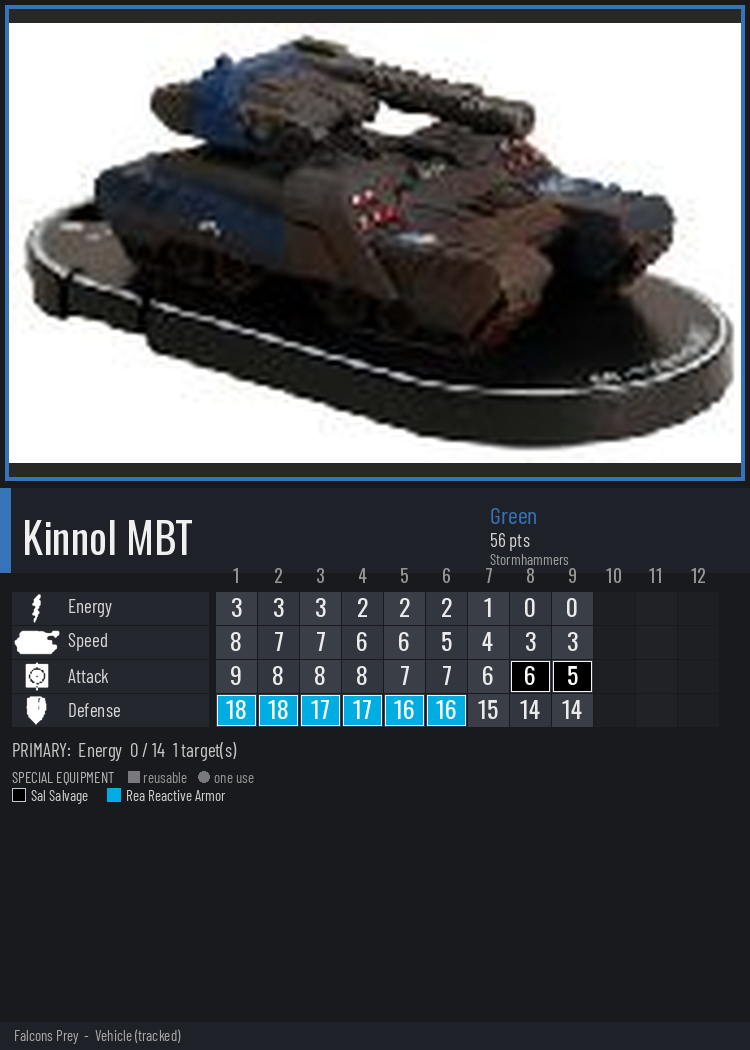 Kinnol MBT
Green
56 pts
Stormhammers
1 2 3 4 5 6 7 8 9 10 11 12
Energy 3 3 3 2 2 2 1 0 0
Speed 8 7 7 6 6 5 4 3 3
Attack 9 8 8 8 7 7 6 6 5
Defense 18 18 17 17 16 16 15 14 14
PRIMARY: Energy 0 / 14 1 target(s)
SPECIAL EQUIPMENT reusable one use
Sal Salvage Rea Reactive Armor
Falcons Prey - Vehicle (tracked)